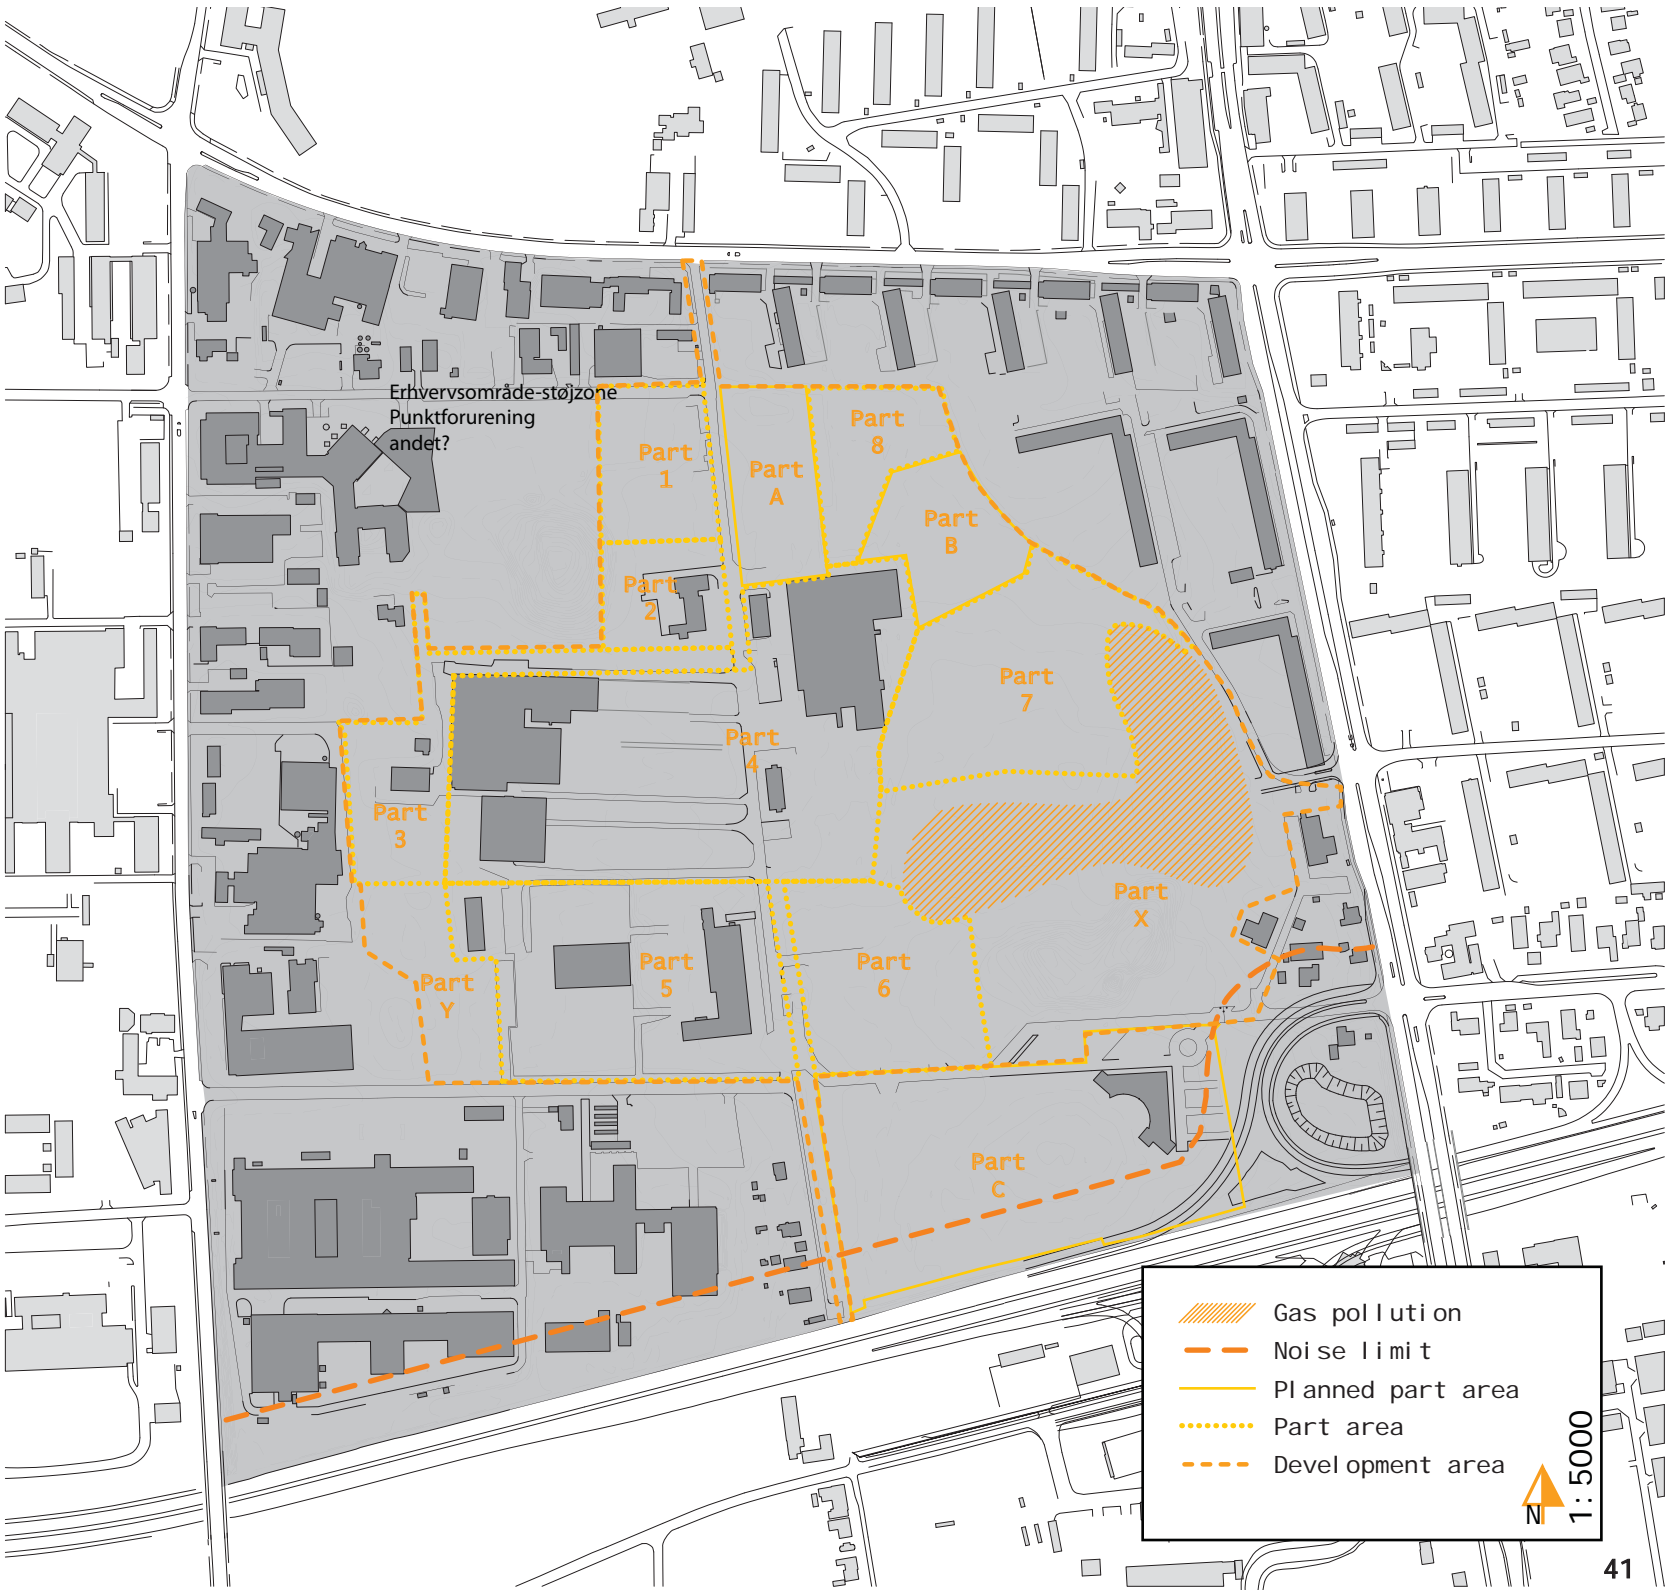 Erhvervsområde-støjzone
Punktforurening
andet?
Part
1
Part
A
Part
8
Part
B
Part
2
Part
7
Part
4
Part
3
Part
X
Part
5
Part
6
Part
Y
Part
C
Gas pollution
Noise limit
Planned part area
Part area
Development area
N
1:5000
41